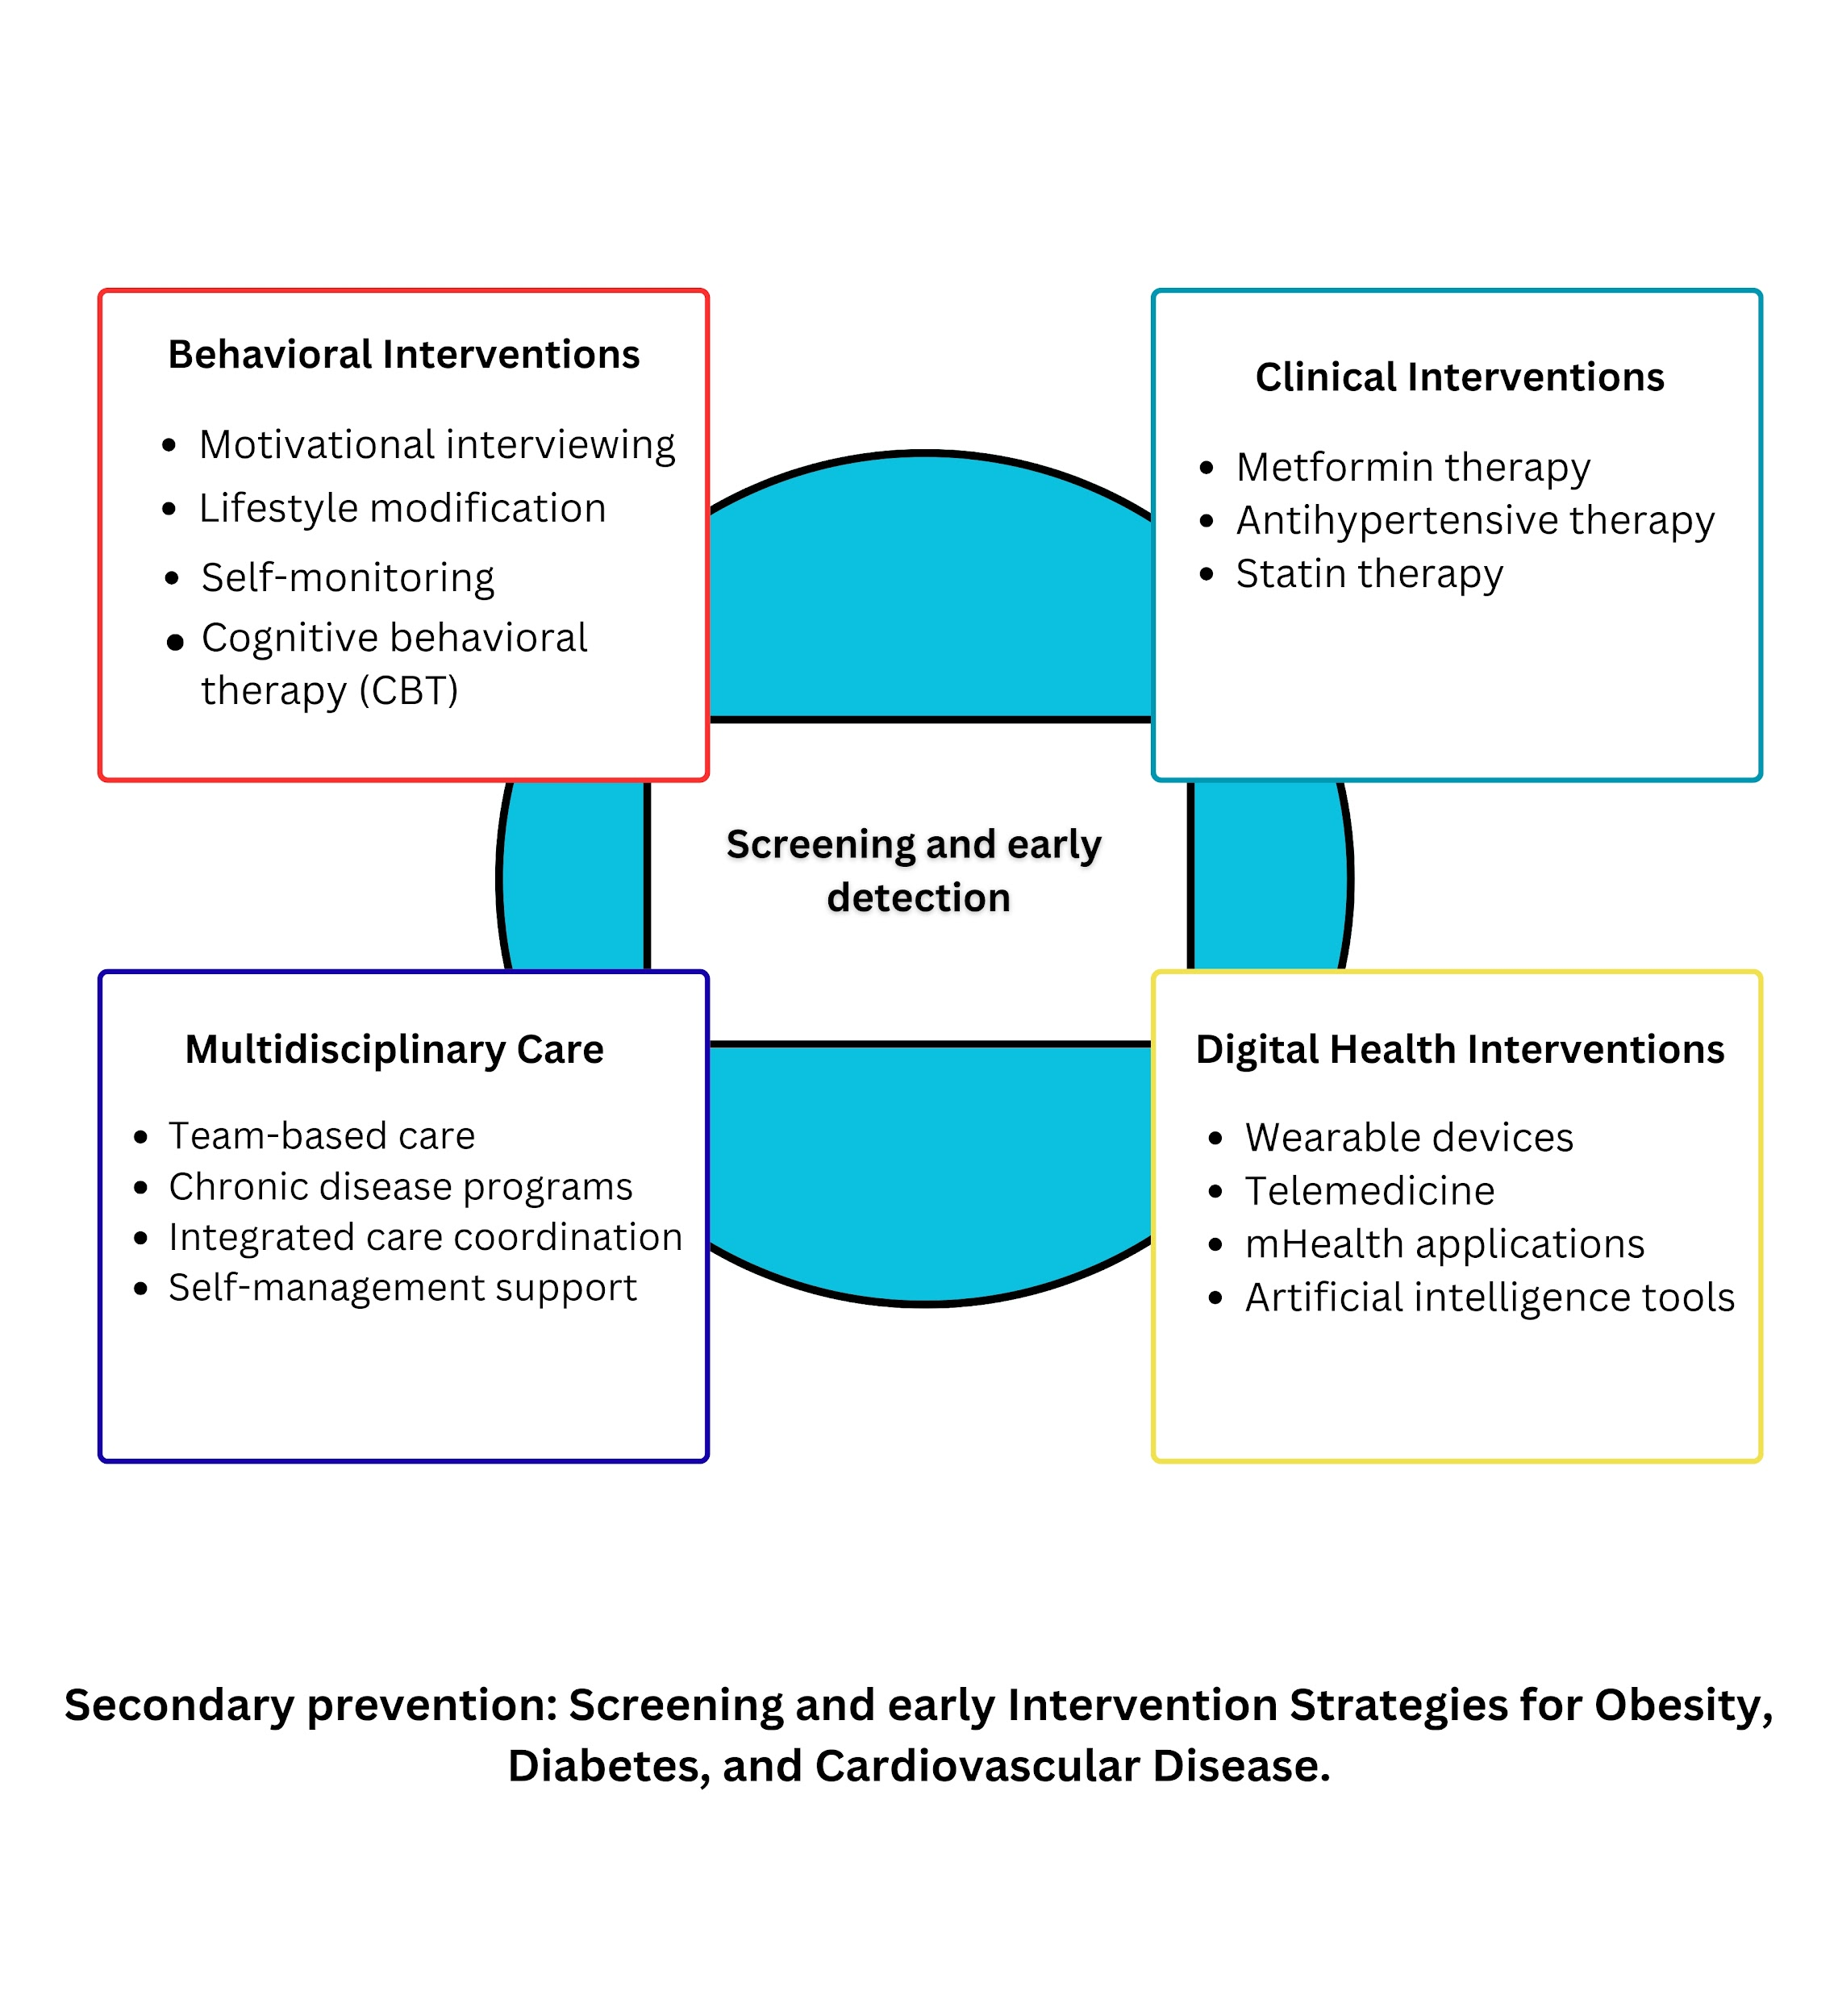 Behavioral Interventions
• Motivational interviewing
• Lifestyle modification
• Self-monitoring
• Cognitive behavioral
therapy (CBT)
Clinical Interventions
• Metformin therapy
• Antihypertensive therapy
• Statin therapy
Screening and early
detection
Multidisciplinary Care
• Team-based care
• Chronic disease programs
• Integrated care coordination
• Self-management support
Digital Health Interventions
• Wearable devices
• Telemedicine
• mHealth applications
• Artificial intelligence tools
Secondary prevention: Screening and early Intervention Strategies for Obesity,
Diabetes, and Cardiovascular Disease.